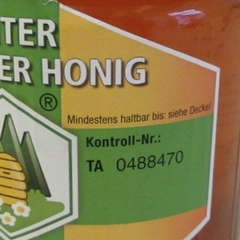 TER
ER HONIG
®
Mindestens haltbar bis: siehe Deckel
Kontroll-Nr.:
TA 0488470